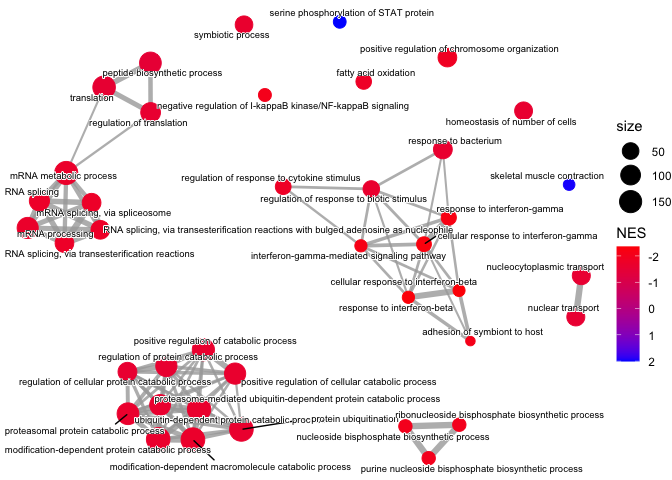 serine phosphorylation of STAT protein
symbiotic process
positive regulation of chromosome organization
peptide biosynthetic process
fatty acid oxidation
translation
negative regulation of I-kappaB kinase/NF-kappaB signaling
regulation of translation
homeostasis of number of cells
response to bacterium
mRNA metabolic process
regulation of cytokine stimulus
skeletal muscle contraction
RNA splicing
regulation of response to biotic stimulus
mRNA splicing, via spliceosome
response to interferon-gamma
RNA splicing, via transesterification reactions with bulged adenosine as nucleophile
mRNA processing
cellular response to interferon-gamma
RNA splicing, via transesterification reactions
interferon-gamma-mediated signaling pathway
nucleocytoplasmic transport
cellular response to interferon-beta
response to interferon-beta
nuclear transport
adhesion of symbiont to host
positive regulation of catabolic process
regulation of protein catabolic process
regulation of cellular protein catabolic process
positive regulation of cellular catabolic process
proteasome-mediated ubiquitin-dependent protein catabolic process
ubiquitin-dependent protein catabolic process
protein ubiquitination
ribonucleoside bisphosphate biosynthetic process
proteasomal protein catabolic process
nucleoside bisphosphate biosynthetic process
modification-dependent protein catabolic process
modification-dependent macromolecule catabolic process
purine nucleoside bisphosphate biosynthetic process
size
50
100
150
NES
-2
-1
0
1
2